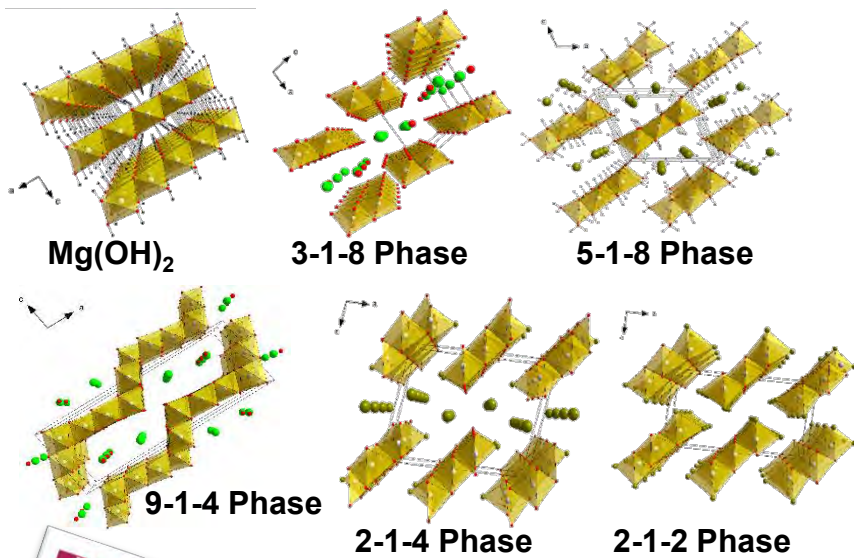 Mg(OH)₂
3-1-8 Phase
5-1-8 Phase
9-1-4 Phase
2-1-4 Phase
2-1-2 Phase